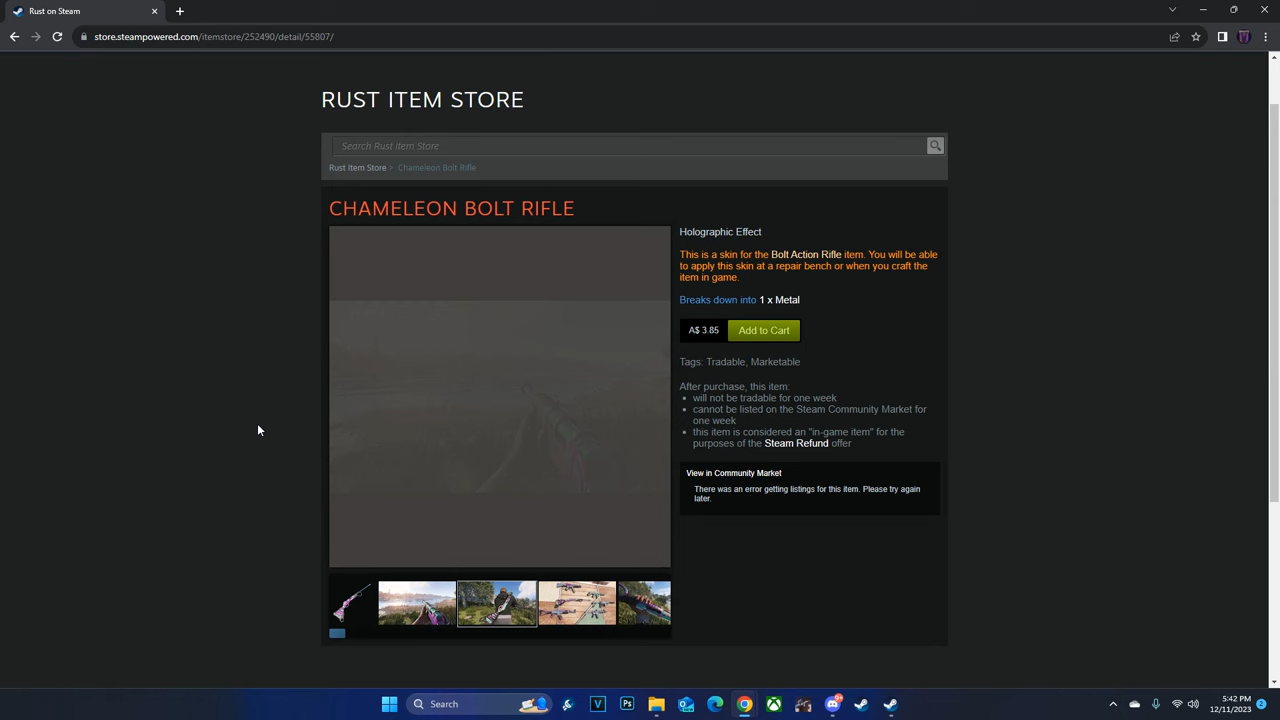 Rust on Steam
store.steampowered.com/itemstore/252490/detail/55807/
RUST ITEM STORE
Search Rust Item Store
Rust Item Store > Chameleon Bolt Rifle
CHAMELEON BOLT RIFLE
Holographic Effect
This is a skin for the Bolt Action Rifle item. You will be able
to apply this skin at a repair bench or when you craft the
item in game.
Breaks down into 1 x Metal
A$ 3.85 Add to Cart
Tags: Tradable, Marketable
After purchase, this item:
• will not be tradable for one week
• cannot be listed on the Steam Community Market for
one week
• this item is considered an "in-game item" for the
purposes of the Steam Refund offer
View in Community Market
There was an error getting listings for this item. Please try again
later.
Search
V
Ps
9+
5:42 PM
12/11/2023
2